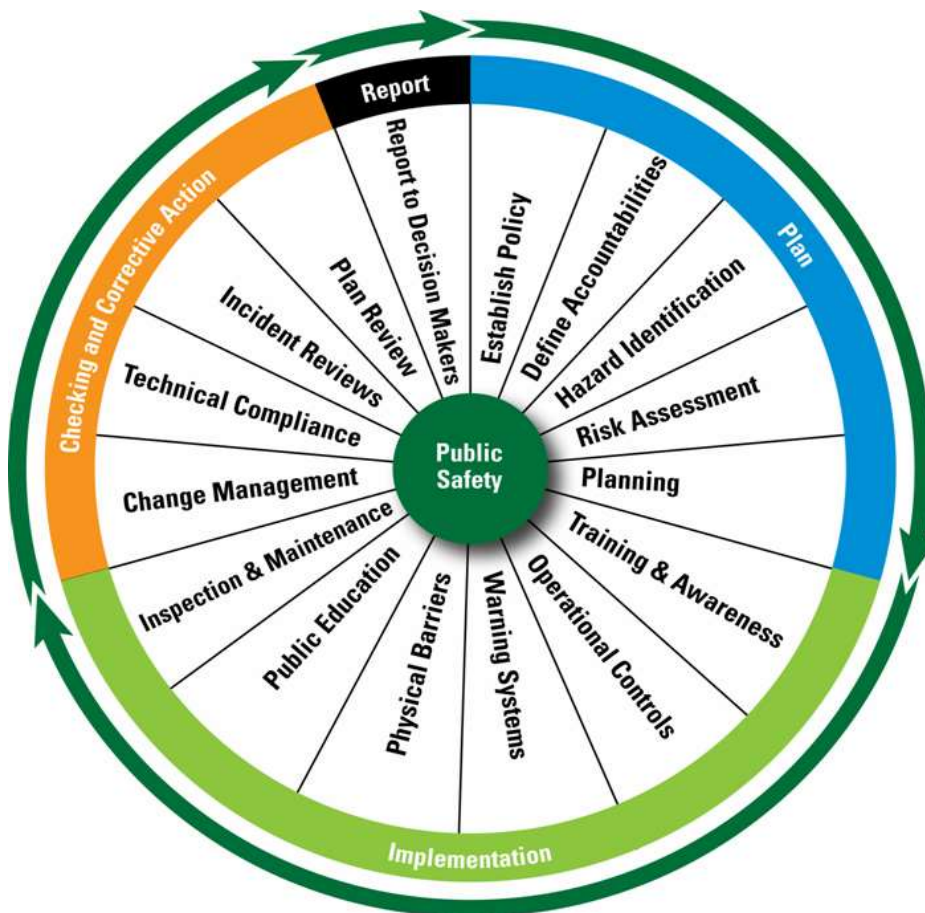 Report
Plan
Implementation
Checking and Corrective Action
Public
Safety
Establish Policy
Define Accountabilities
Hazard Identification
Risk Assessment
Planning
Training & Awareness
Operational Controls
Warning Systems
Physical Barriers
Public Education
Inspection & Maintenance
Change Management
Technical Compliance
Incident Reviews
Plan Review
Report to Decision Makers